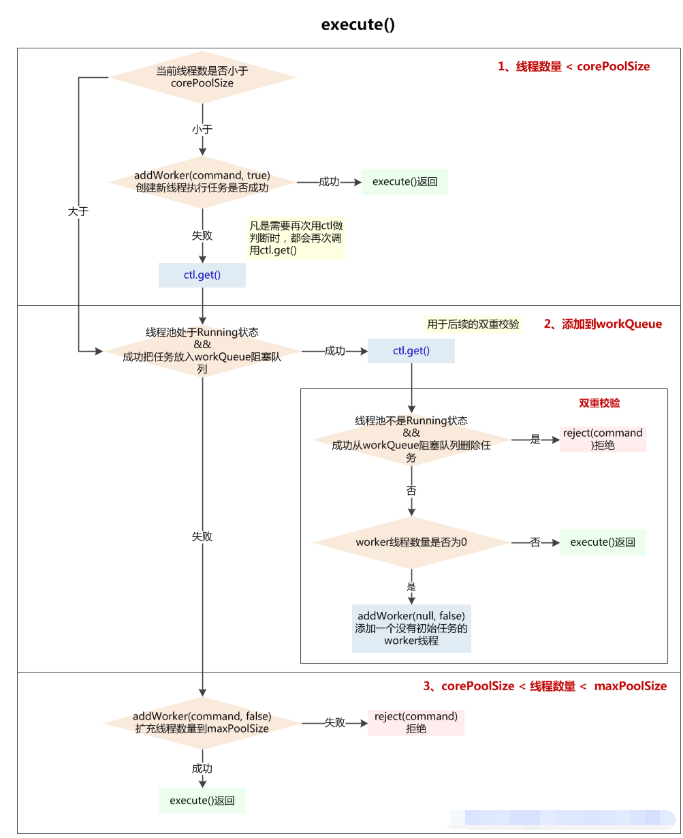 execute()
1、线程数量 < corePoolSize
当前线程数是否小于
corePoolSize
小于
addWorker(command, true)
创建新线程执行任务是否成功
成功
execute()返回
大于
失败
凡是需要再次用ctl做
判断时，都会再次调
用ctl.get()
ctl.get()
2、添加到workQueue
用于后续的双重校验
线程池处于Running状态
&&
成功把任务放入workQueue阻塞队
列
成功
ctl.get()
双重校验
线程池不是Running状态
&&
成功从workQueue阻塞队列删除任
务
是
reject(command
)拒绝
否
失败
worker线程数量是否为0
否
execute()返回
是
addWorker(null, false)
添加一个没有初始任务的
worker线程
3、corePoolSize < 线程数量 < maxPoolSize
addWorker(command, false)
扩充线程数量到maxPoolSize
失败
reject(command)
拒绝
成功
execute()返回